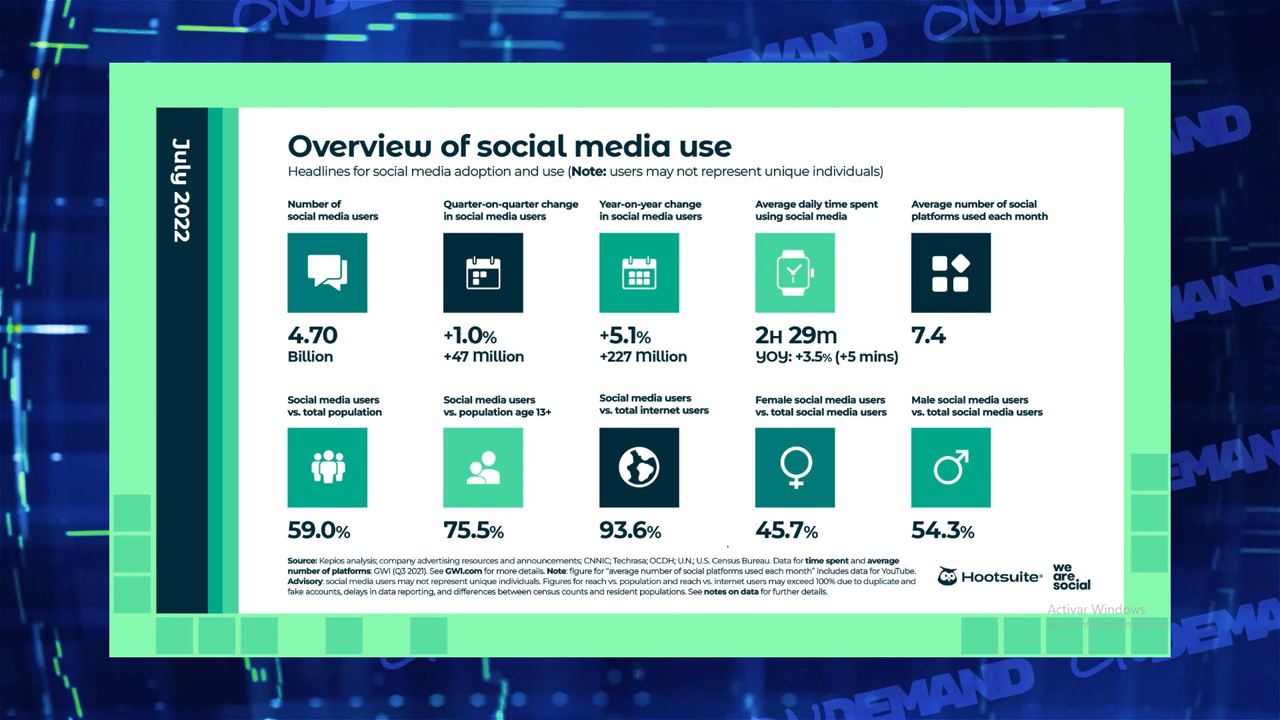 ONDEMAND
ONDEMAND
July 2022
Overview of social media use
Headlines for social media adoption and use (Note: users may not represent unique individuals)
Number of
social media users
4.70
Billion
Quarter-on-quarter change
in social media users
+1.0%
+47 Million
Year-on-year change
in social media users
+5.1%
+227 Million
Average daily time spent
using social media
2H 29m
YOY: +3.5% (+5 mins)
Average number of social
platforms used each month
7.4
Social media users
vs. total population
59.0%
Social media users
vs. population age 13+
75.5%
Social media users
vs. total internet users
93.6%
Female social media users
vs. total social media users
45.7%
Male social media users
vs. total social media users
54.3%
Source: Kepios analysis; company advertising resources and announcements; CNNIC; Techrasa; OCDH; U.N.; U.S. Census Bureau. Data for time spent and average
number of platforms: GWI (Q3 2021). See GWI.com for more details. Note: figure for "average number of social platforms used each month" includes data for YouTube.
Advisory: social media users may not represent unique individuals. Figures for reach vs. population and reach vs. internet users may exceed 100% due to duplicate and
fake accounts, delays in data reporting, and differences between census counts and resident populations. See notes on data for further details.
Hootsuite®
we
are
social
Activar Windows
ONDEMAND